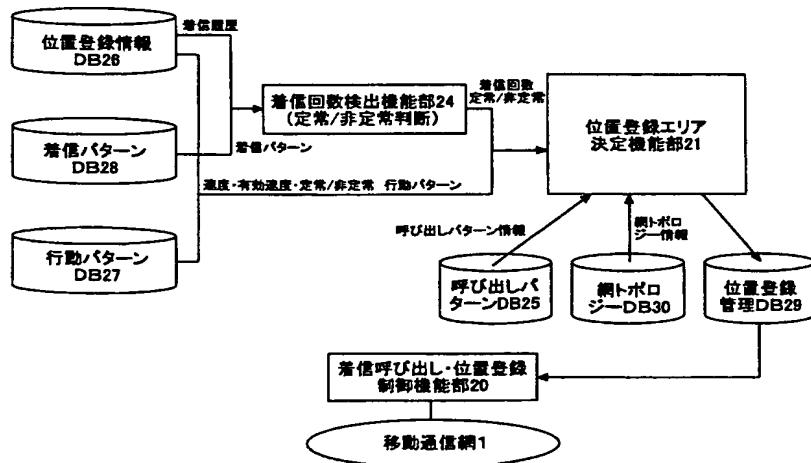 着信履歴
位置登録情報
DB26
着信回数検出機能部24
(定常/非定常判断)
着信回数
定常/非定常
位置登録エリア
決定機能部21
着信パターン
DB28
着信パターン
速度・有効速度・定常/非定常 行動パターン
行動パターン
DB27
呼び出しパターン情報
網トポロ
ジー情報
呼び出しパ
ターンDB25
網トポロ
ジーDB30
位置登録
管理DB29
着信呼び出し・位置登録
制御機能部20
移動通信網1